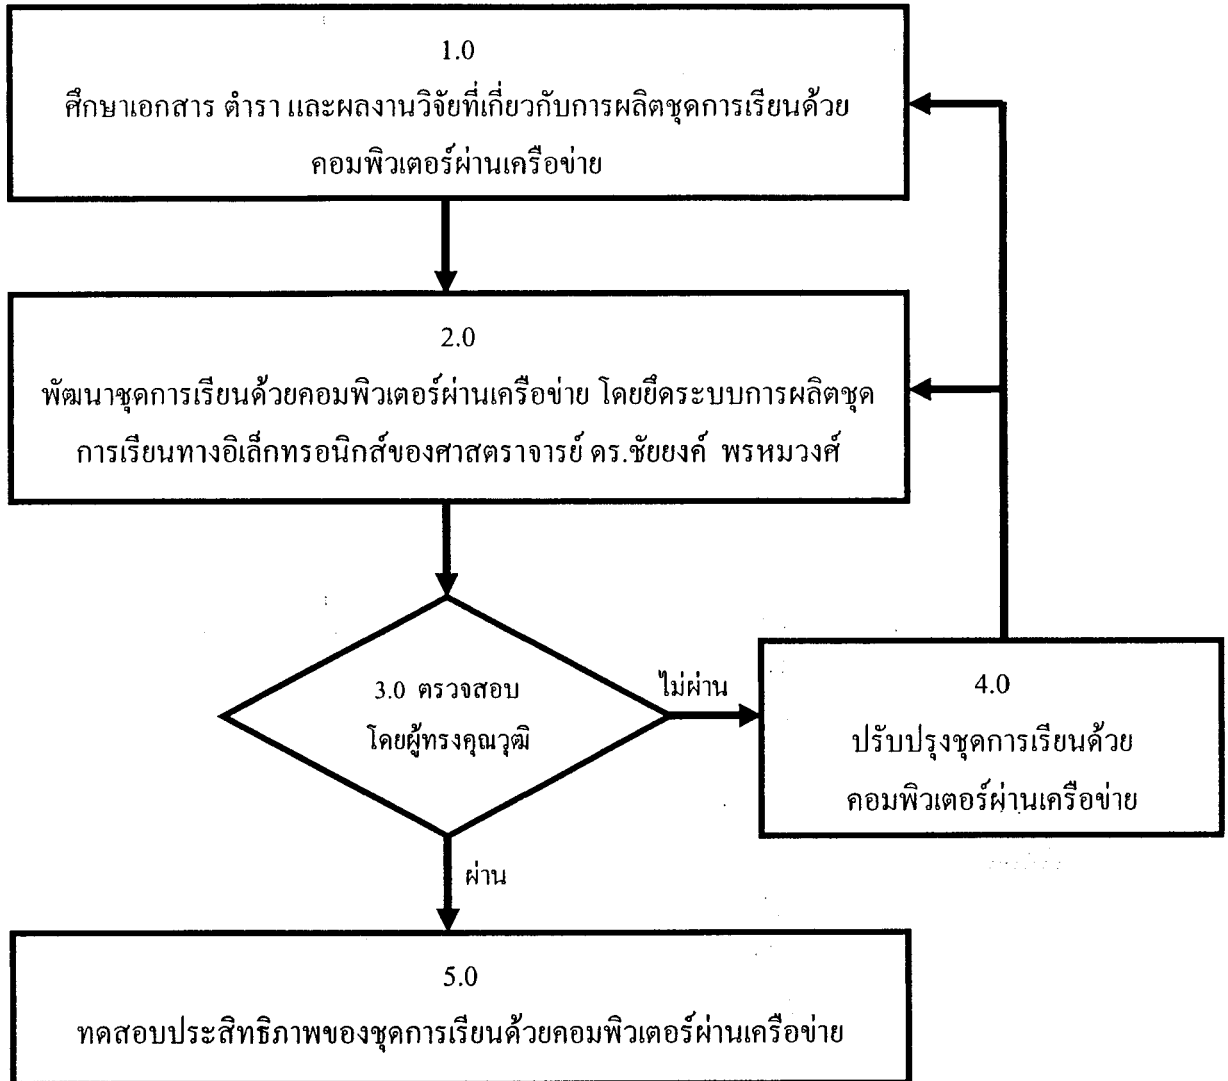 1.0
ศึกษาเอกสาร ตำรา และผลงานวิจัยที่เกี่ยวกับการผลิตชุดการเรียนด้วย
คอมพิวเตอร์ผ่านเครือข่าย
2.0
พัฒนาชุดการเรียนด้วยคอมพิวเตอร์ผ่านเครือข่าย โดยยึดระบบการผลิตชุด
การเรียนทางอิเล็กทรอนิกส์ของศาสตราจารย์ ดร.ชัยยงค์ พรหมวงศ์
3.0 ตรวจสอบ
โดยผู้ทรงคุณวุฒิ
ไม่ผ่าน
4.0
ปรับปรุงชุดการเรียนด้วย
คอมพิวเตอร์ผ่านเครือข่าย
ผ่าน
5.0
ทดสอบประสิทธิภาพของชุดการเรียนด้วยคอมพิวเตอร์ผ่านเครือข่าย